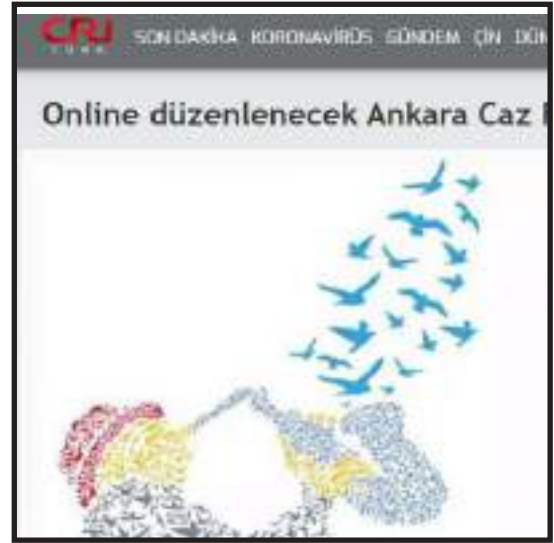 CRI SON DAKİKA KORONAVİRÜS GÜNDEM ÇİN
TÜRK
Online düzenlenecek Ankara Caz